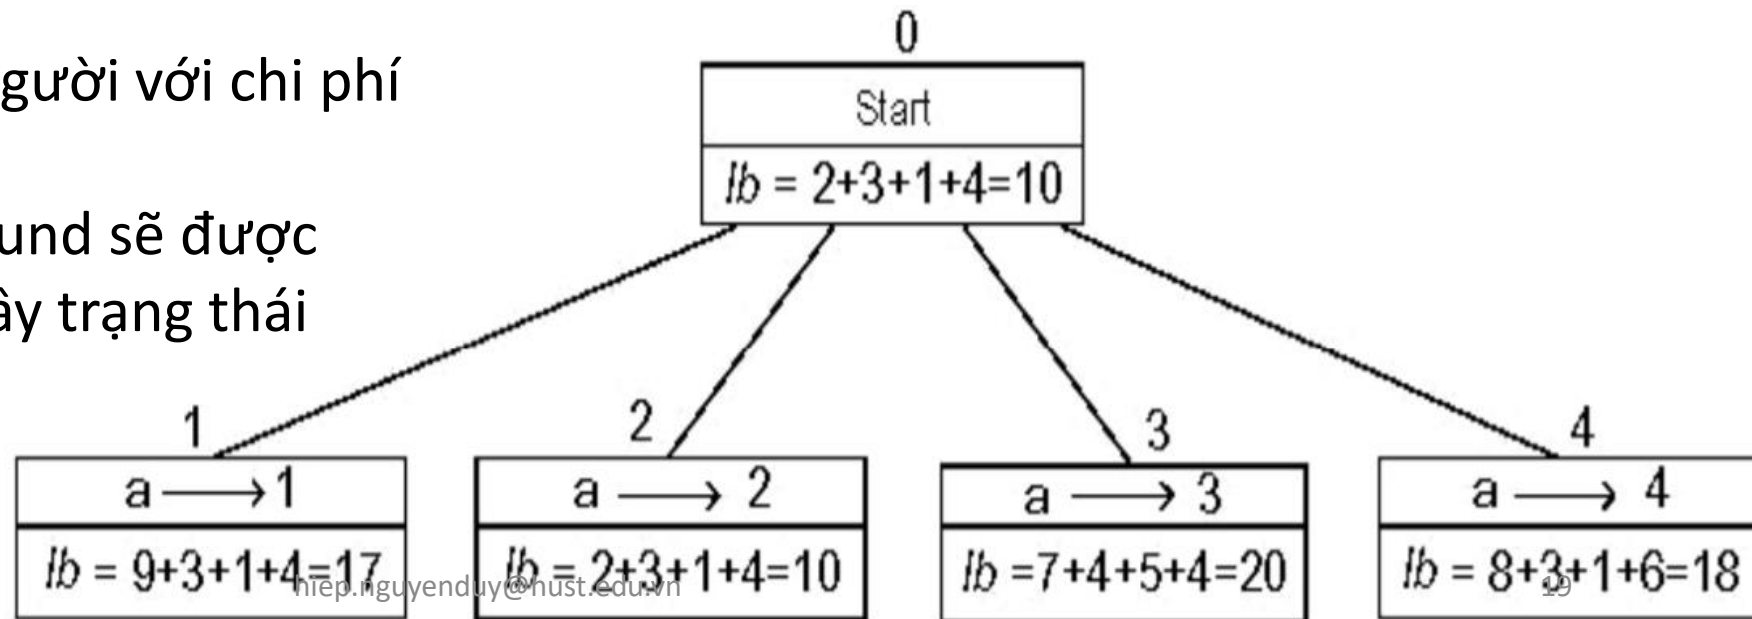 gười với chi phí
und sẽ được
ây trạng thái
0
Start
lb = 2+3+1+4=10
1
a → 1
lb = 9+3+1+4=17
2
a → 2
lb = 2+3+1+4=10
3
a → 3
lb =7+4+5+4=20
4
a → 4
lb = 8+3+1+6=18
hiep.nguyenduy@hust.edu.vn
19